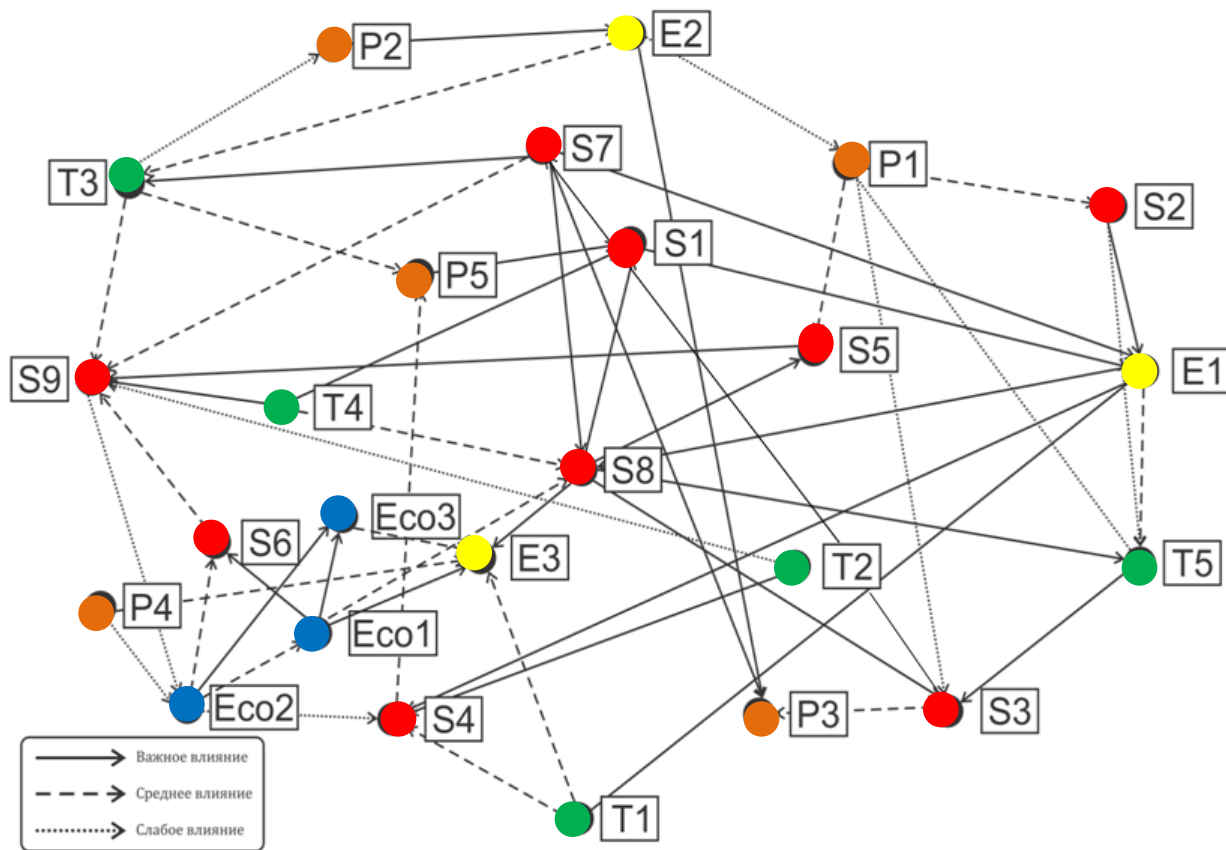 P2
E2
S7
P1
T3
S2
S1
P5
S5
S9
E1
T4
S8
Eco3
S6
E3
T2
T5
P4
Eco1
Eco2
S4
P3
S3
T1
Важное влияние
Среднее влияние
Слабое влияние